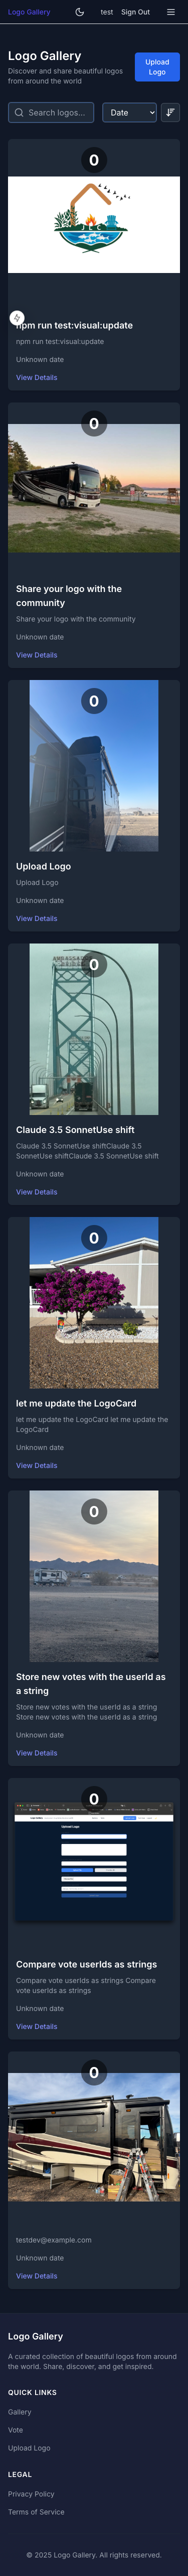 Logo Gallery
test
Sign Out
Logo Gallery
Discover and share beautiful logos
from around the world
Upload
Logo
Search logos...
Date
0
npm run test:visual:update
npm run test:visual:update
Unknown date
View Details
0
Share your logo with the
community
Share your logo with the community
Unknown date
View Details
0
Upload Logo
Upload Logo
Unknown date
View Details
0
AMBASSADOR
BRIDGE
Claude 3.5 SonnetUse shift
Claude 3.5 SonnetUse shiftClaude 3.5
SonnetUse shiftClaude 3.5 SonnetUse shift
Unknown date
View Details
0
let me update the LogoCard
let me update the LogoCard let me update the
LogoCard
Unknown date
View Details
0
Store new votes with the userId as
a string
Store new votes with the userId as a string
Store new votes with the userId as a string
Unknown date
View Details
0
Upload Logo
Compare vote userIds as strings
Compare vote userIds as strings Compare
vote userIds as strings
Unknown date
View Details
0
testdev@example.com
Unknown date
View Details
Logo Gallery
A curated collection of beautiful logos from around
the world. Share, discover, and get inspired.
QUICK LINKS
Gallery
Vote
Upload Logo
LEGAL
Privacy Policy
Terms of Service
© 2025 Logo Gallery. All rights reserved.